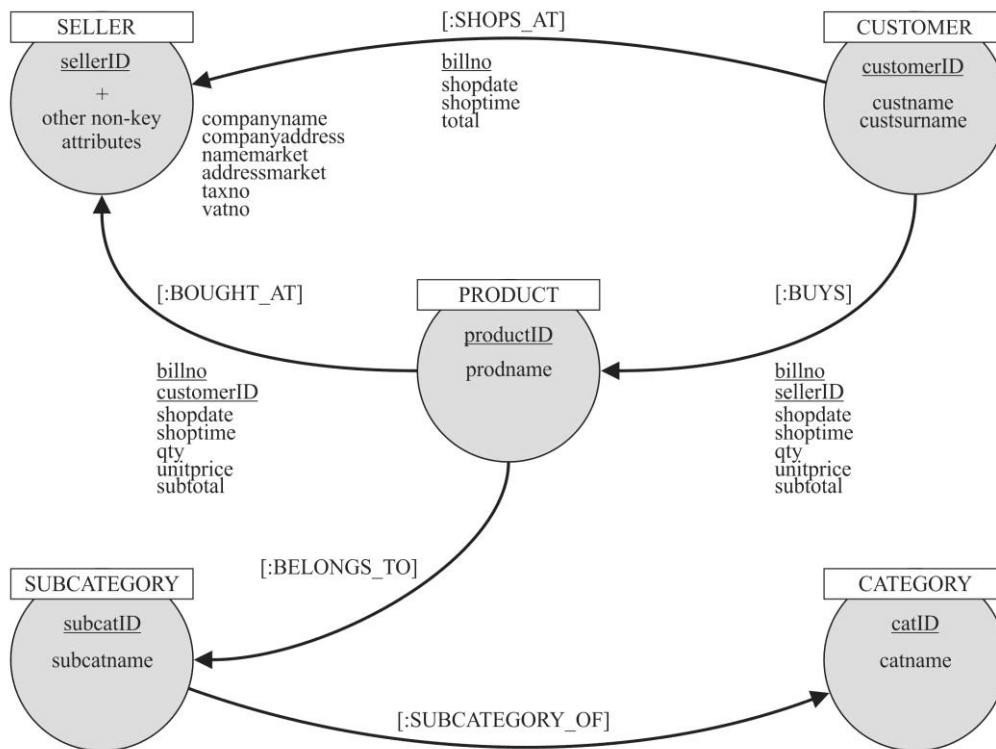 SELLER
sellerID
+
other non-key
attributes
companyname
companyaddress
namemarket
addressmarket
taxno
vatno
[:SHOPS_AT]
billno
shopdate
shoptime
total
CUSTOMER
customerID
custname
custsurname
[:BOUGHT_AT]
billno
customerID
shopdate
shoptime
qty
unitprice
subtotal
PRODUCT
productID
prodname
[:BUYS]
billno
sellerID
shopdate
shoptime
qty
unitprice
subtotal
[:BELONGS_TO]
SUBCATEGORY
subcatID
subcatname
[:SUBCATEGORY_OF]
CATEGORY
catID
catname